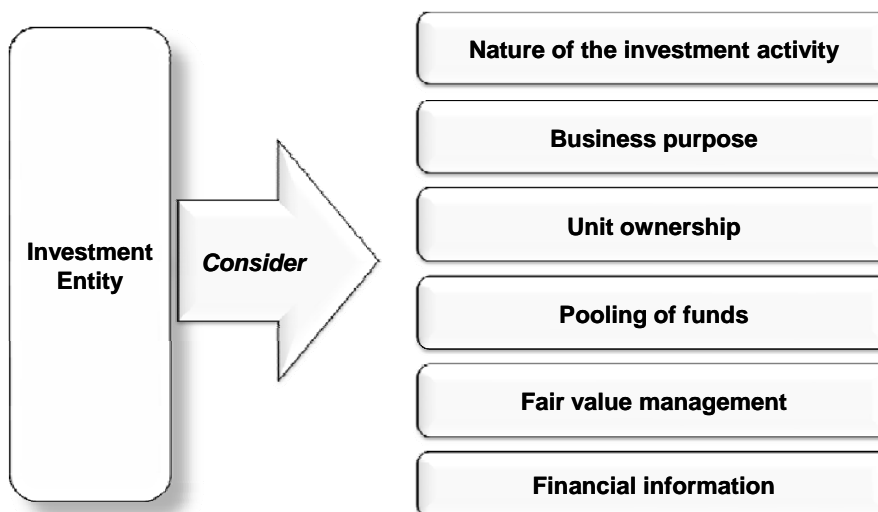 Investment
Entity
Consider
Nature of the investment activity
Business purpose
Unit ownership
Pooling of funds
Fair value management
Financial information